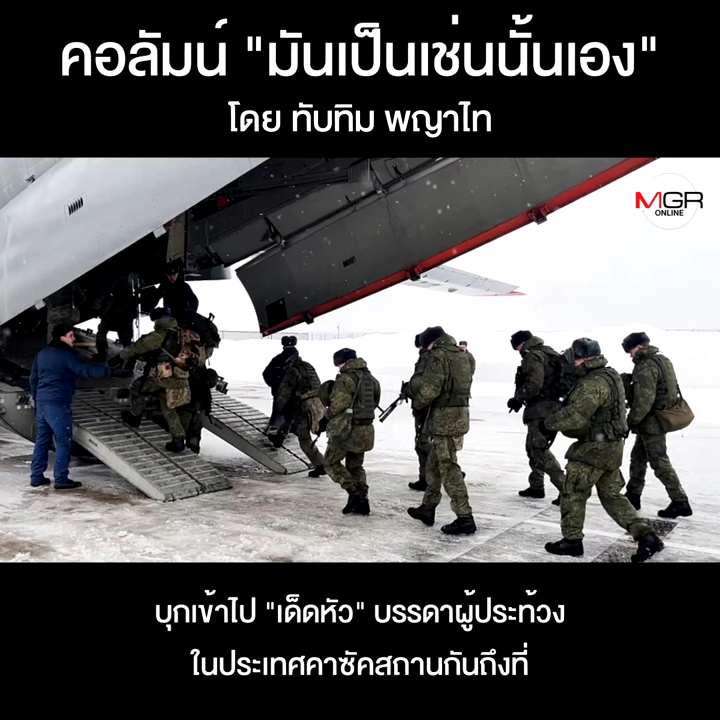 คอลัมน์ "มันเป็นเช่นนั้นเอง"
โดย ทับทิม พญาไท
MGR
ONLINE
บุกเข้าไป "เด็ดหัว" บรรดาผู้ประท้วง
ในประเทศคาซัคสถานกันถึงที่